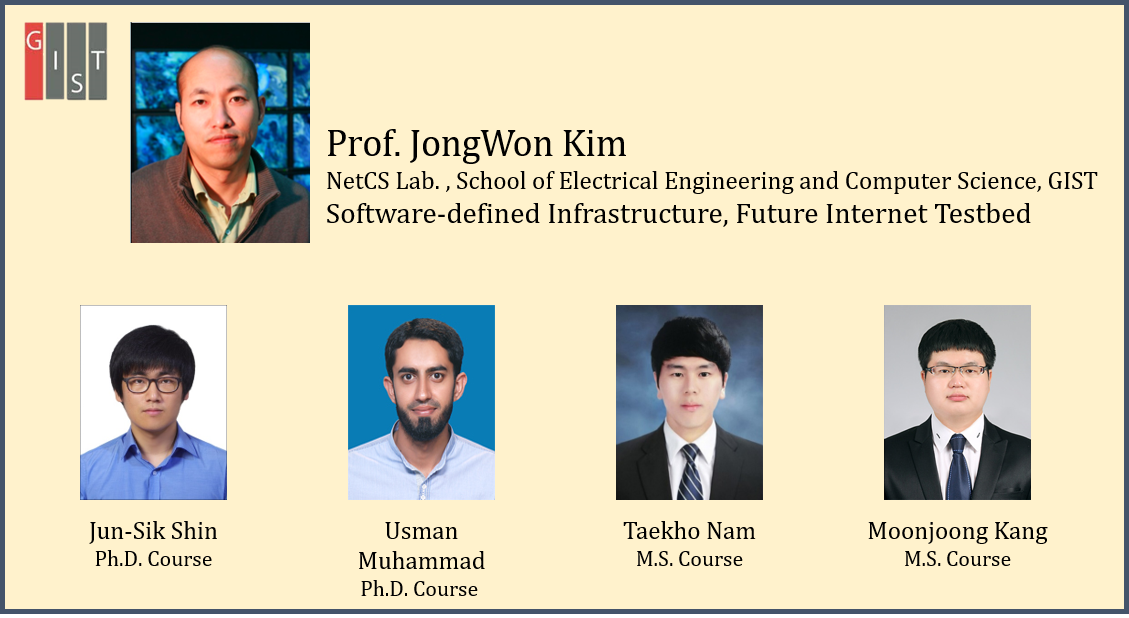 GIST
Prof. JongWon Kim
NetCS Lab. , School of Electrical Engineering and Computer Science, GIST
Software-defined Infrastructure, Future Internet Testbed
Jun-Sik Shin
Ph.D. Course
Usman
Muhammad
Ph.D. Course
Taekho Nam
M.S. Course
Moonjoong Kang
M.S. Course